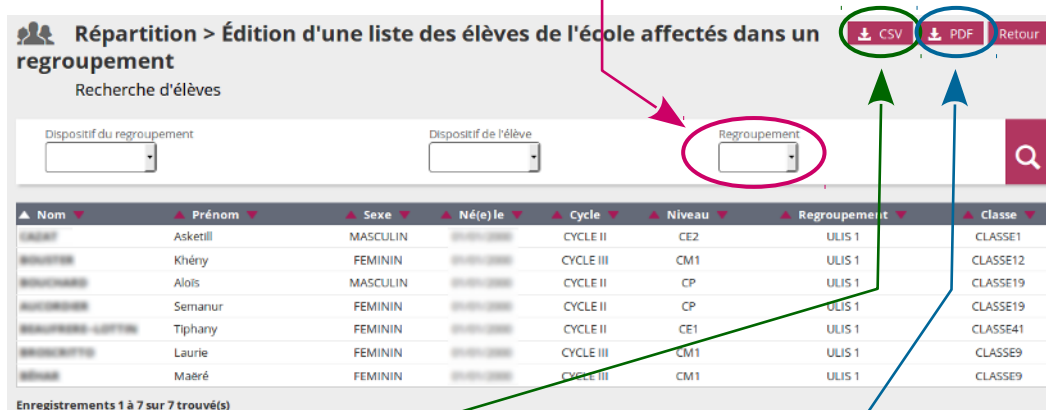 Répartition > Édition d'une liste des élèves de l'école affectés dans un
regroupement
CSV PDF Retour
Recherche d'élèves
Dispositif du regroupement Dispositif de l'élève Regroupement
Nom Prénom Sexe Né(e) le Cycle Niveau Regroupement Classe
Asketill MASCULIN CYCLE II CE2 ULIS 1 CLASSE1
Khény FEMININ CYCLE III CM1 ULIS 1 CLASSE12
Aloïs MASCULIN CYCLE II CP ULIS 1 CLASSE19
Semanur FEMININ CYCLE II CP ULIS 1 CLASSE19
Tiphany FEMININ CYCLE II CE1 ULIS 1 CLASSE41
Laurie FEMININ CYCLE III CM1 ULIS 1 CLASSE9
Maëré FEMININ CYCLE III CM1 ULIS 1 CLASSE9
Enregistrements 1 à 7 sur 7 trouvé(s)